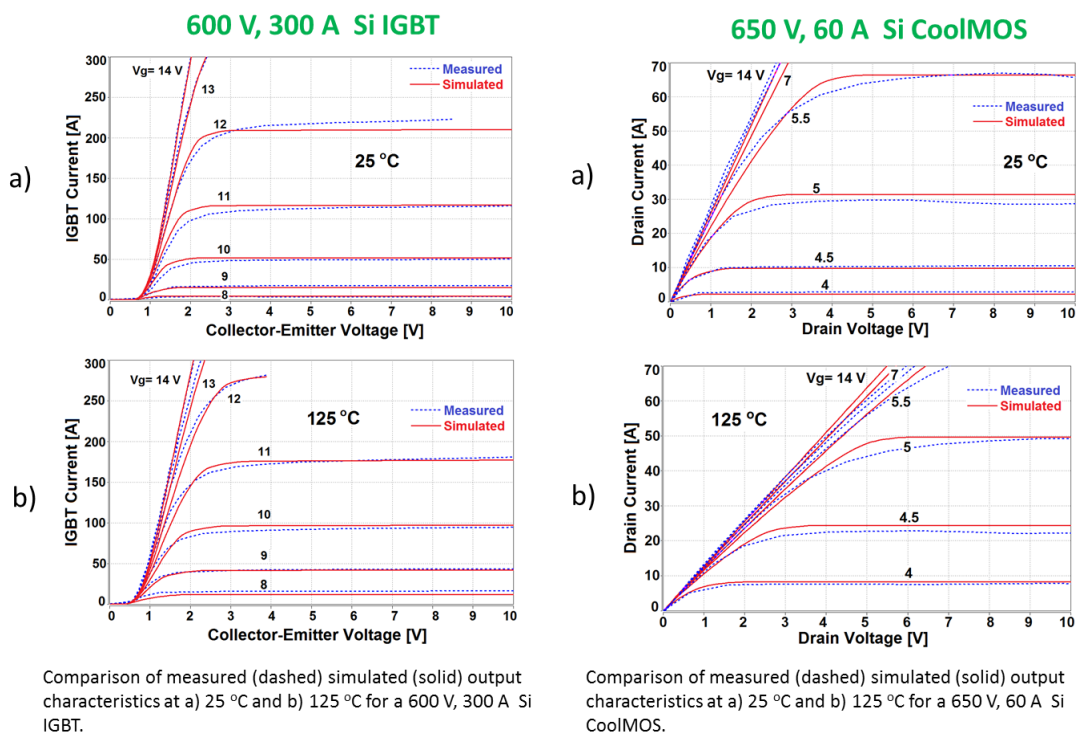 600 V, 300 A  Si IGBT
a)
IGBT Current [A]
300
250
200
150
100
50
0
Vg= 14 V
13
12
11
10
9
8
Measured
Simulated
25 °C
0 1 2 3 4 5 6 7 8 9 10
Collector-Emitter Voltage [V]
b)
IGBT Current [A]
300
250
200
150
100
50
0
Vg= 14 V
13
12
11
10
9
8
125 °C
Measured
Simulated
0 1 2 3 4 5 6 7 8 9 10
Collector-Emitter Voltage [V]
Comparison of measured (dashed) simulated (solid) output
characteristics at a) 25 °C and b) 125 °C for a 600 V, 300 A  Si
IGBT.
650 V, 60 A  Si CoolMOS
a)
Drain Current [A]
70
60
50
40
30
20
10
0
Vg= 14 V
7
5.5
5
4.5
4
Measured
Simulated
25 °C
0 1 2 3 4 5 6 7 8 9 10
Drain Voltage [V]
b)
Drain Current [A]
70
60
50
40
30
20
10
0
Vg= 14 V
7
5.5
5
4.5
4
125 °C
Measured
Simulated
0 1 2 3 4 5 6 7 8 9 10
Drain Voltage [V]
Comparison of measured (dashed) simulated (solid) output
characteristics at a) 25 °C and b) 125 °C for a 650 V, 60 A  Si
CoolMOS.